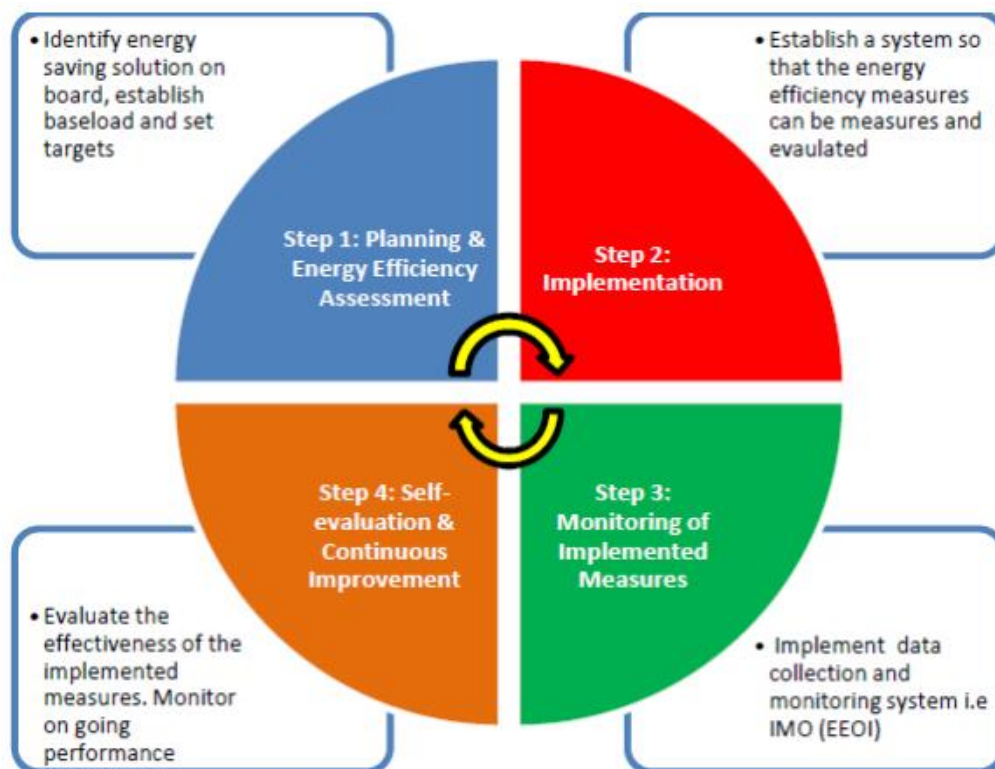 • Identify energy
saving solution on
board, establish
baseload and set
targets
• Establish a system so
that the energy
efficiency measures
can be measures and
evaulated
Step 1: Planning &
Energy Efficiency
Assessment
Step 2:
Implementation
Step 4: Self-
evaluation &
Continuous
Improvement
Step 3:
Monitoring of
Implemented
Measures
• Evaluate the
effectiveness of the
implemented
measures. Monitor
on going
performance
• Implement data
collection and
monitoring system i.e
IMO (EEOI)